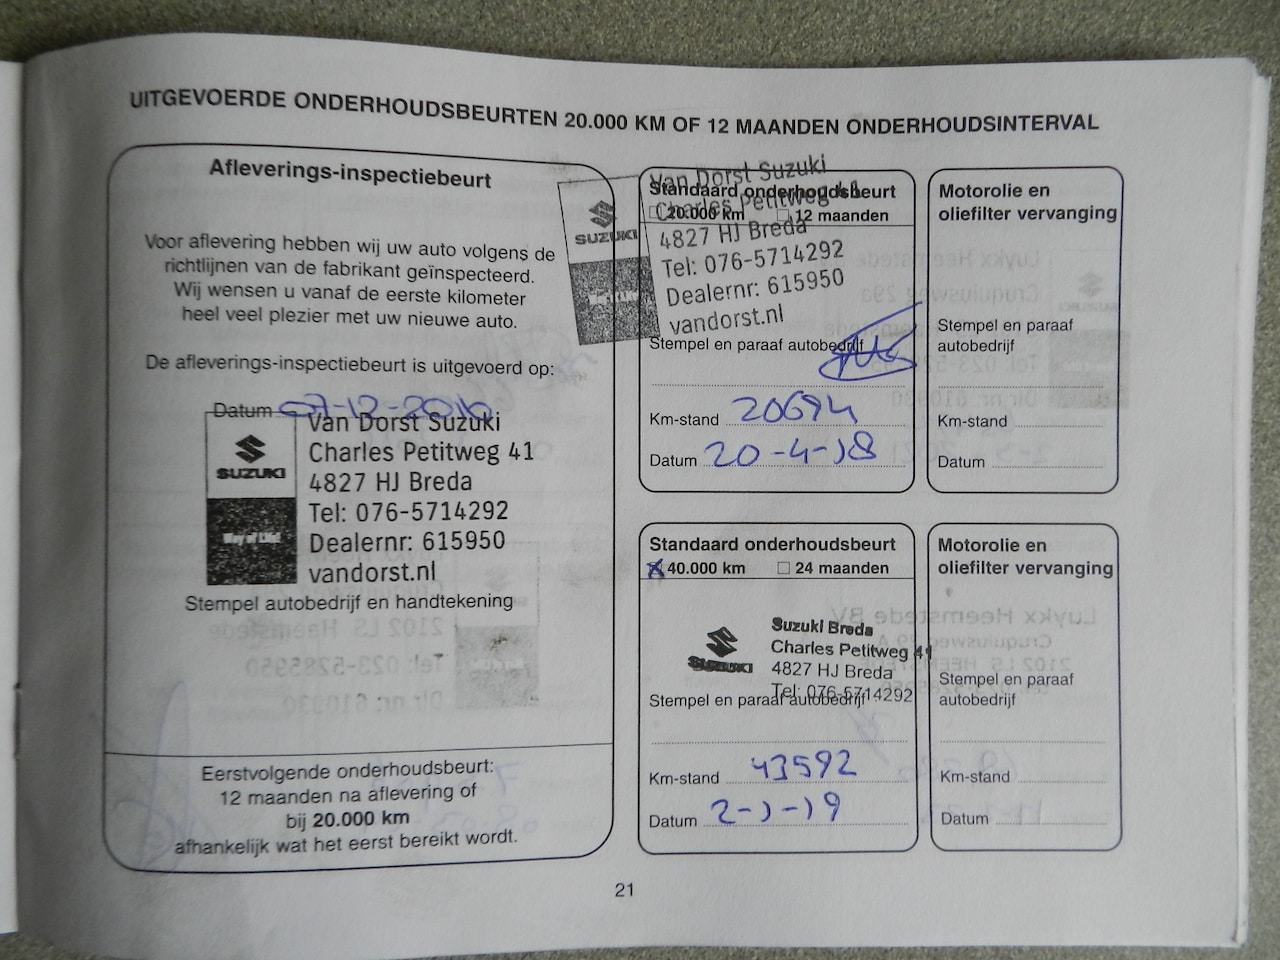 UITGEVOERDE ONDERHOUDSBEURTEN 20.000 KM OF 12 MAANDEN ONDERHOUDSINTERVAL
Afleverings-inspectiebeurt
Voor aflevering hebben wij uw auto volgens de
richtlijnen van de fabrikant geïnspecteerd.
Wij wensen u vanaf de eerste kilometer
heel veel plezier met uw nieuwe auto.
De afleverings-inspectiebeurt is uitgevoerd op:
Datum 07-12-2016
SUZUKI
Way of Life!
Van Dorst Suzuki
Charles Petitweg 41
4827 HJ Breda
Tel: 076-5714292
Dealernr: 615950
vandorst.nl
Stempel autobedrijf en handtekening
Eerstvolgende onderhoudsbeurt:
12 maanden na aflevering of
bij 20.000 km
afhankelijk wat het eerst bereikt wordt.
Standaard onderhoudsbeurt
20.000 km 12 maanden
SUZUKI
Van Dorst Suzuki
Charles Petitweg 41
4827 HJ Breda
Tel: 076-5714292
Dealernr: 615950
vandorst.nl
Stempel en paraaf autobedrijf
Km-stand 20694
Datum 20-4-18
Motorolie en
oliefilter vervanging
Stempel en paraaf
autobedrijf
Km-stand
Datum
Standaard onderhoudsbeurt
40.000 km 24 maanden
SUZUKI
Suzuki Breda
Charles Petitweg 41
4827 HJ Breda
Tel: 076-5714292
Stempel en paraaf autobedrijf
Km-stand 43592
Datum 2-1-19
Motorolie en
oliefilter vervanging
Stempel en paraaf
autobedrijf
Km-stand
Datum
21